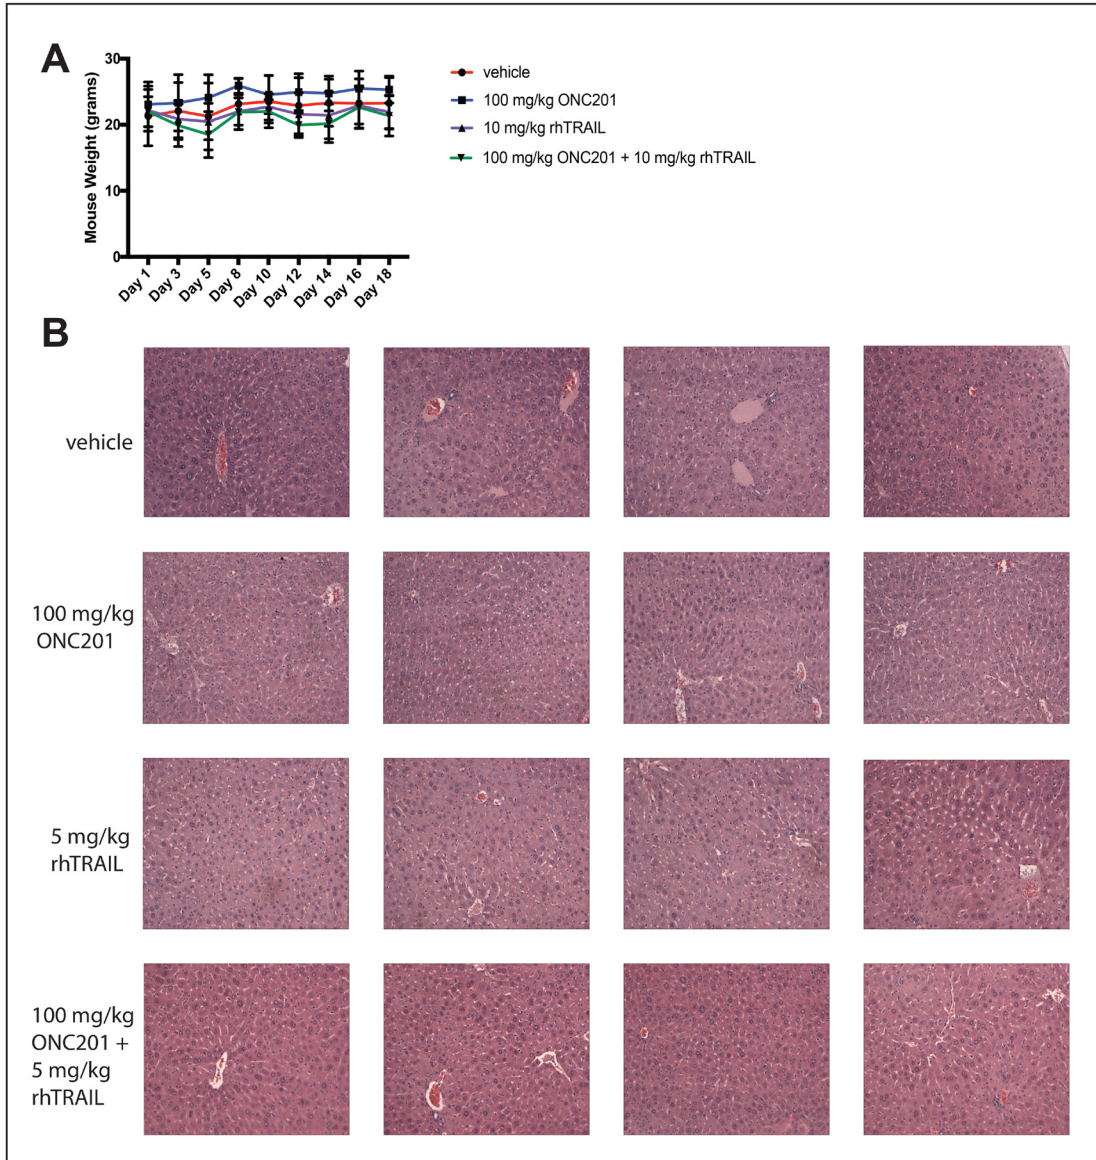 A
30
20
10
0
Mouse Weight (grams)
Day 1
Day 3
Day 5
Day 8
Day 10
Day 12
Day 14
Day 16
Day 18
vehicle
100 mg/kg ONC201
10 mg/kg rhTRAIL
100 mg/kg ONC201 + 10 mg/kg rhTRAIL
B
vehicle
100 mg/kg
ONC201
5 mg/kg
rhTRAIL
100 mg/kg
ONC201 +
5 mg/kg
rhTRAIL